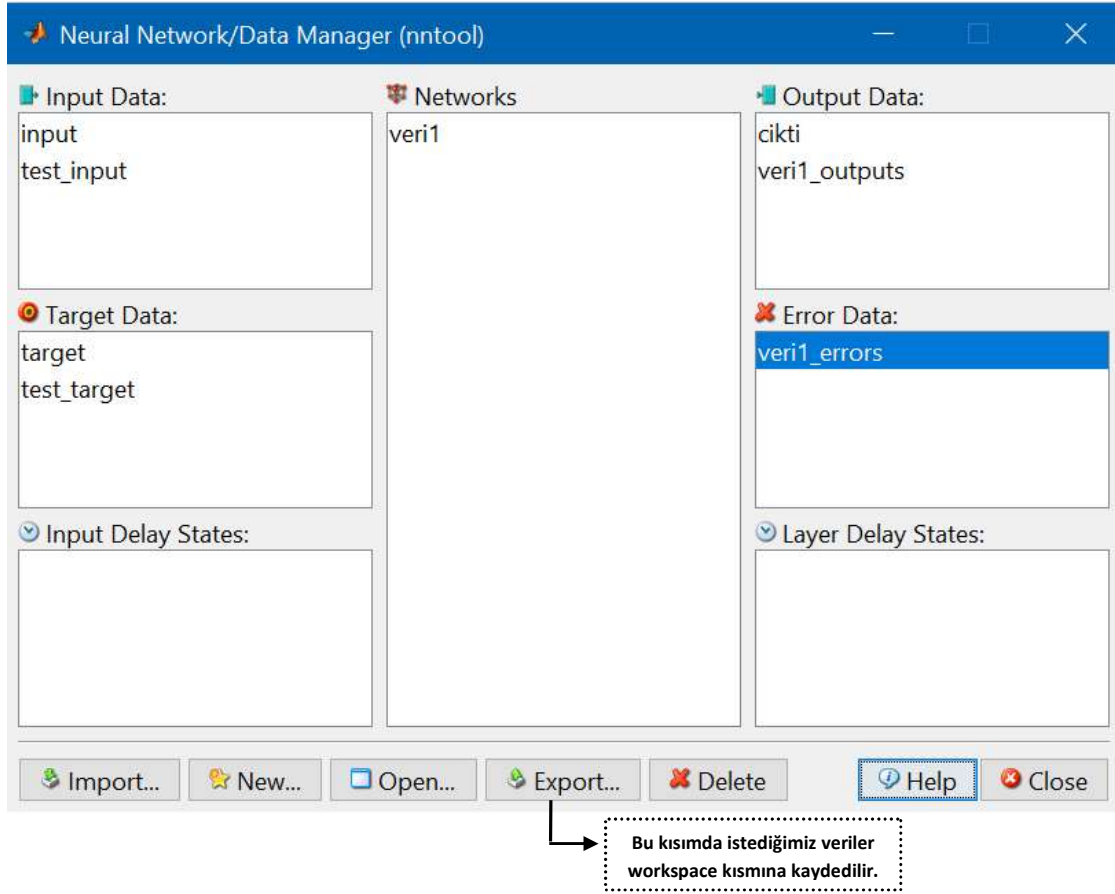 Neural Network/Data Manager (nntool)
Input Data:
input
test_input
Networks
veri1
Output Data:
cikti
veri1_outputs
Target Data:
target
test_target
Error Data:
veri1_errors
Input Delay States:
Layer Delay States:
Import...
New...
Open...
Export...
Delete
Help
Close
Bu kısımda istediğimiz veriler
workspace kısmına kaydedilir.